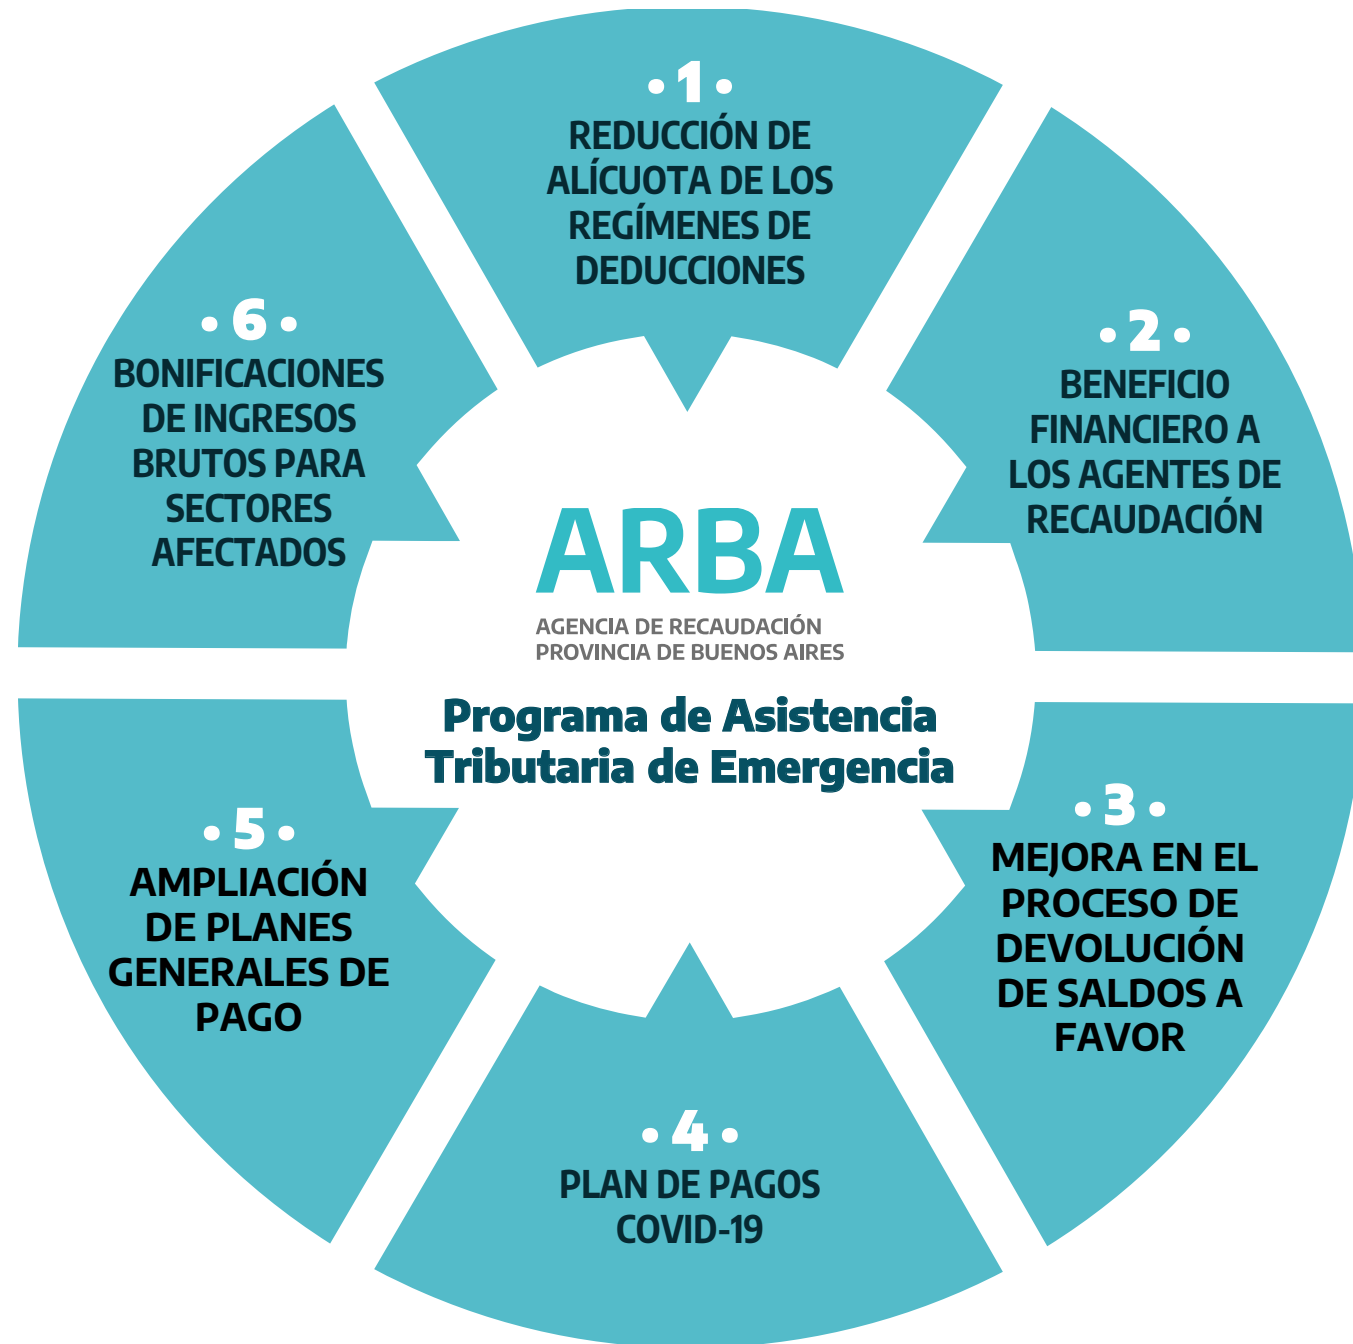 • 1 •
REDUCCIÓN DE
ALÍCUOTA DE LOS
REGÍMENES DE
DEDUCCIONES
• 2 •
BENEFICIO
FINANCIERO A
LOS AGENTES DE
RECAUDACIÓN
• 3 •
MEJORA EN EL
PROCESO DE
DEVOLUCIÓN
DE SALDOS A
FAVOR
• 4 •
PLAN DE PAGOS
COVID-19
• 5 •
AMPLIACIÓN
DE PLANES
GENERALES DE
PAGO
• 6 •
BONIFICACIONES
DE INGRESOS
BRUTOS PARA
SECTORES
AFECTADOS
ARBA
AGENCIA DE RECAUDACIÓN
PROVINCIA DE BUENOS AIRES
Programa de Asistencia
Tributaria de Emergencia